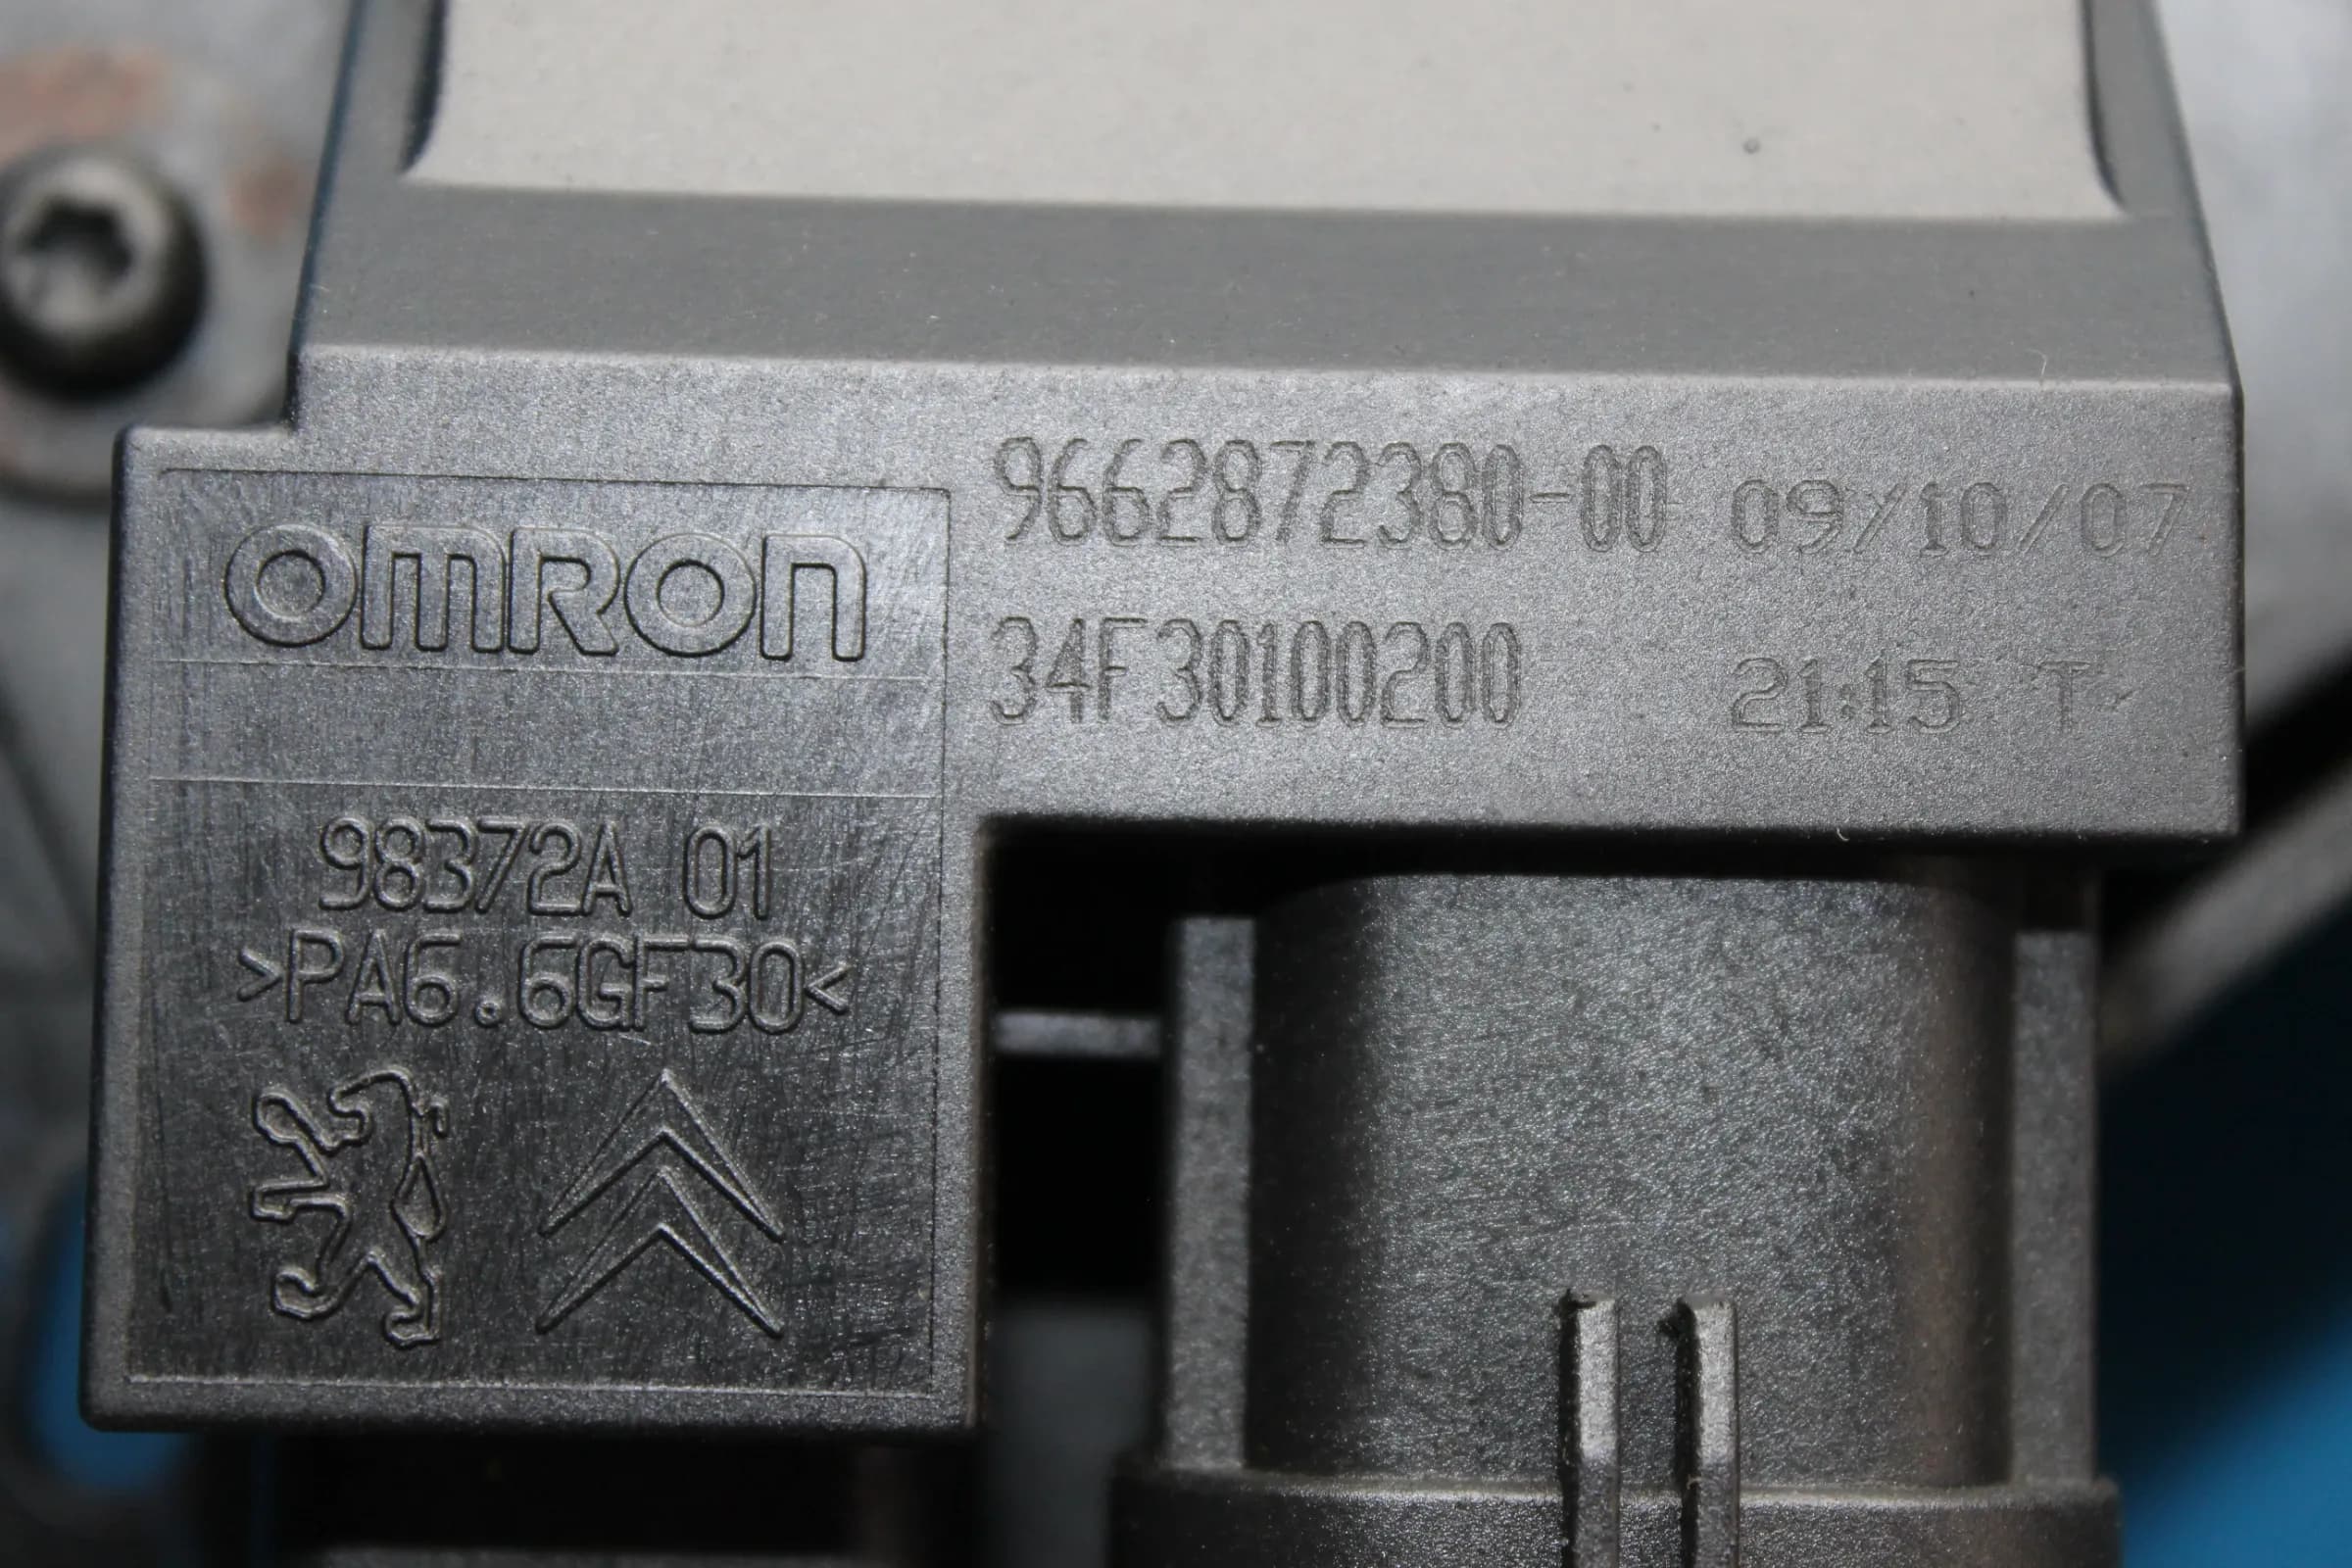 omron
9662872380-00 09/10/07
34F30100200 21:15 T
98372A 01
>PA6.6GF30<